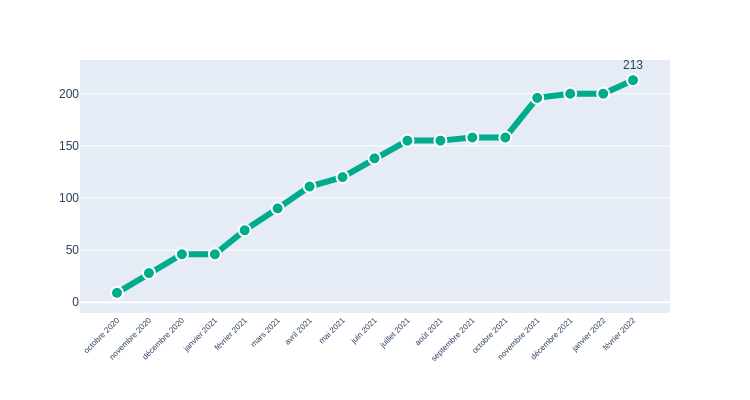 213
200
150
100
50
0
octobre 2020
novembre 2020
décembre 2020
janvier 2021
février 2021
mars 2021
avril 2021
mai 2021
juin 2021
juillet 2021
août 2021
septembre 2021
octobre 2021
novembre 2021
décembre 2021
janvier 2022
février 2022